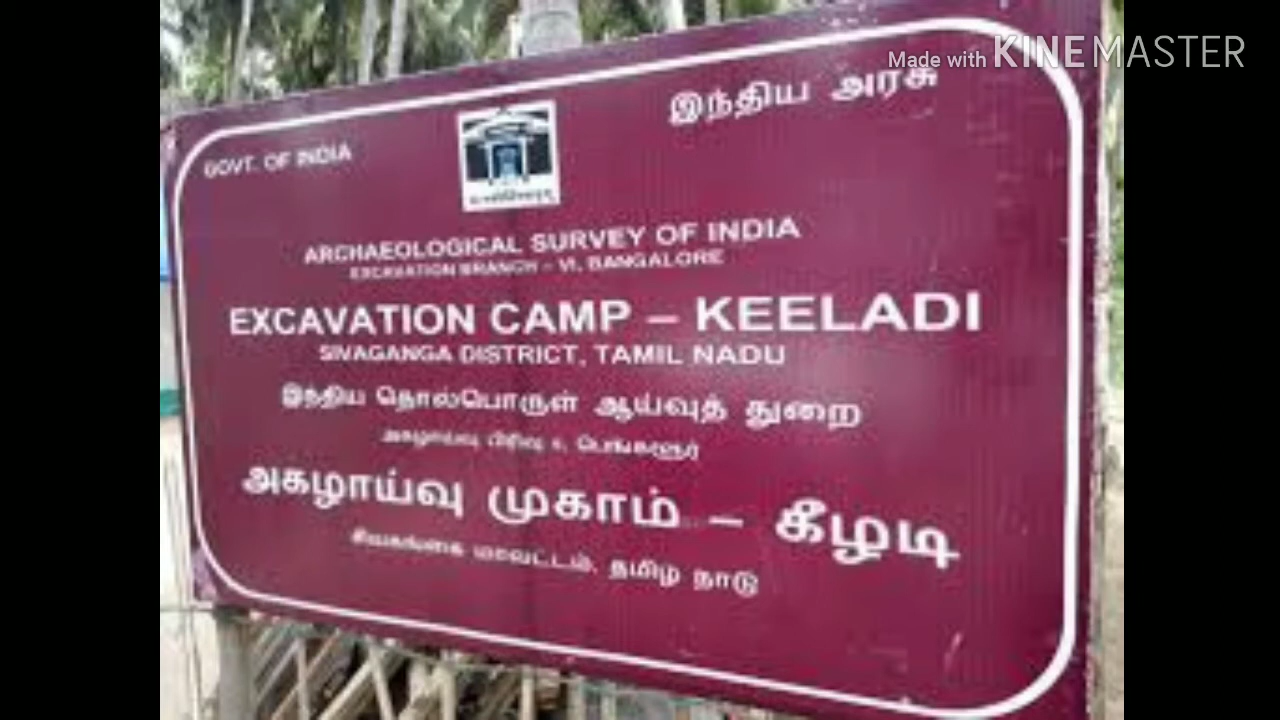 Made with KINEMASTER
இந்திய அரசு
GOVT. OF INDIA
ARCHAEOLOGICAL SURVEY OF INDIA
EXCAVATION BRANCH - VI, BANGALORE
EXCAVATION CAMP – KEELADI
SIVAGANGA DISTRICT, TAMIL NADU
இந்திய தொல்பொருள் ஆய்வுத் துறை
அகழாய்வு பிரிவு 6, பெங்களூர்
அகழாய்வு முகாம் – கீழடி
சிவகங்கை மாவட்டம், தமிழ் நாடு